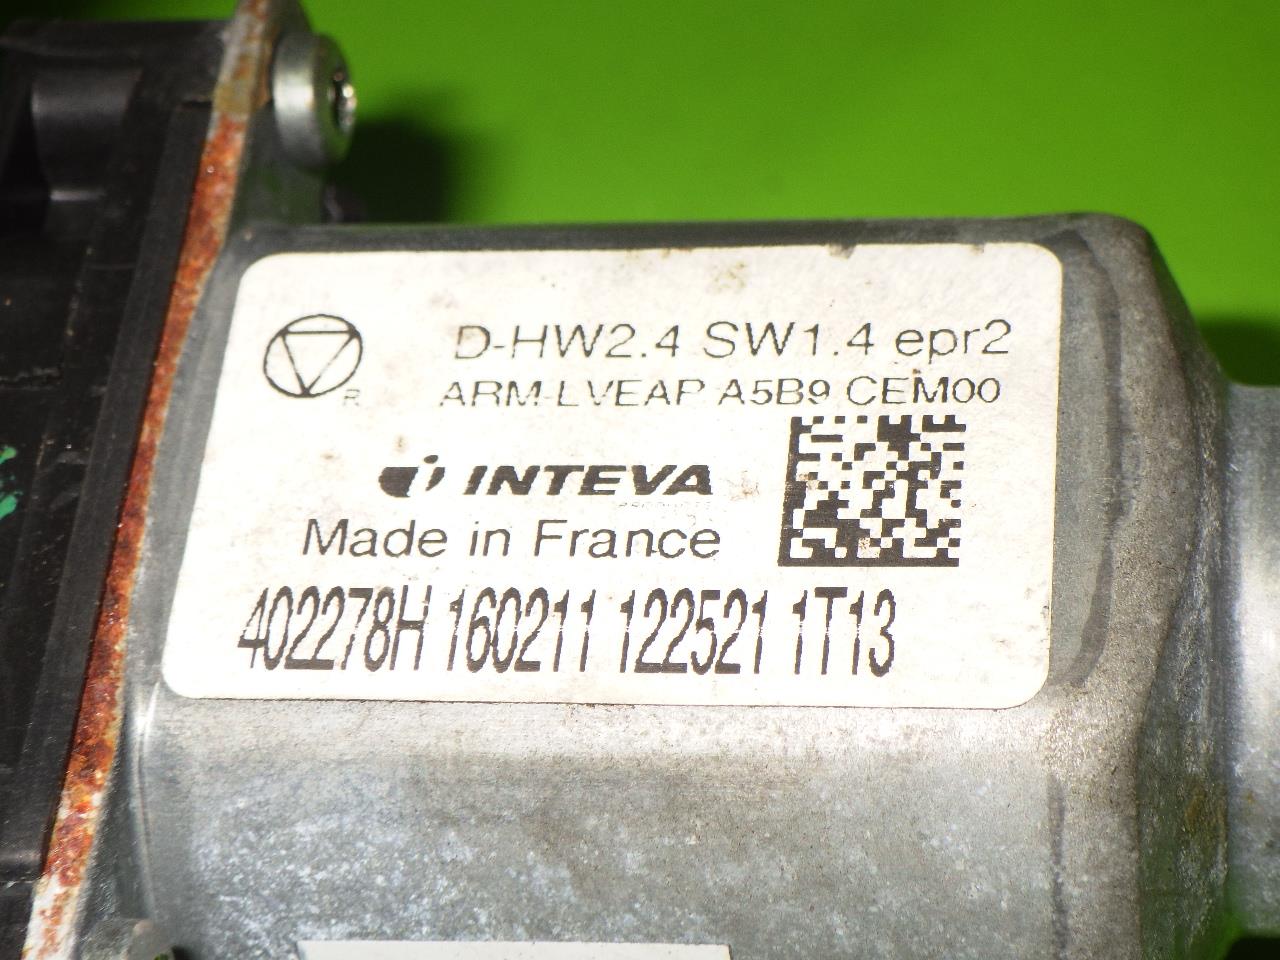 D-HW2.4 SW1.4 epr2
ARM-LVEAP A5B9 CEM00
R
INTEVA
Made in France
402278H 160211 122521 1T13